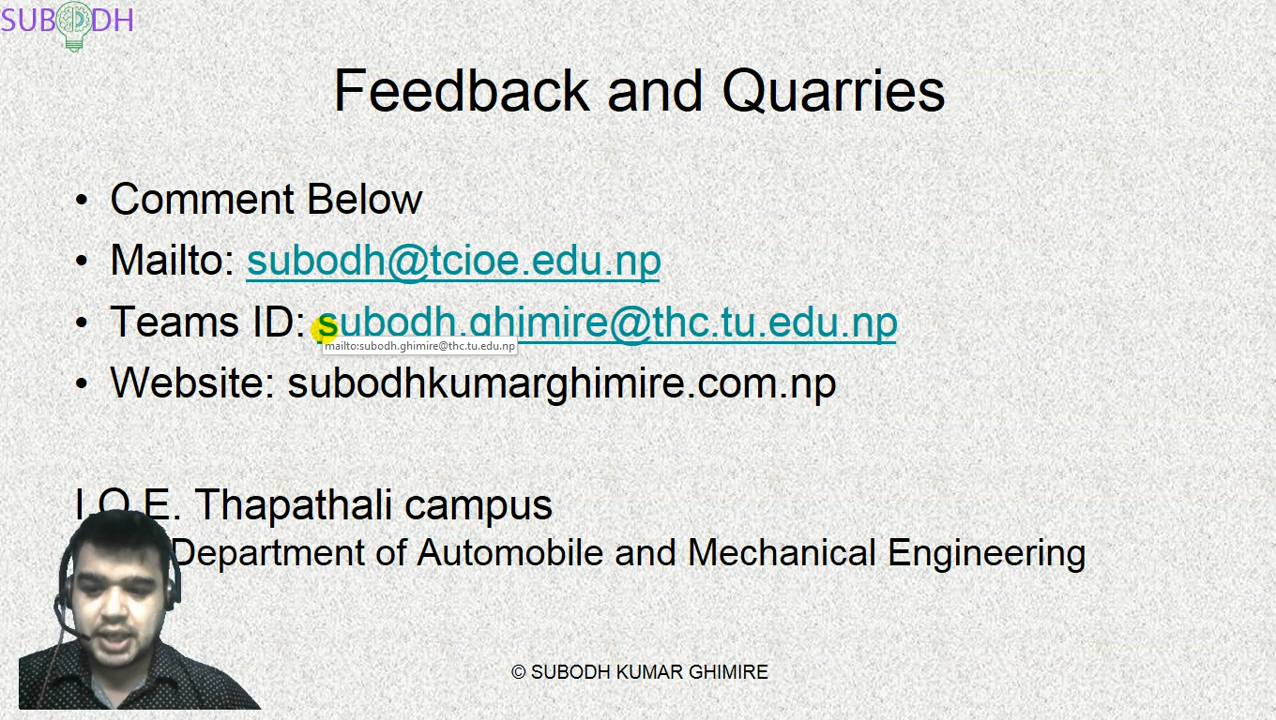 SUBODH
Feedback and Quarries
• Comment Below
• Mailto: subodh@tcioe.edu.np
• Teams ID: subodh.ghimire@thc.tu.edu.np
mailto:subodh.ghimire@thc.tu.edu.np
• Website: subodhkumarghimire.com.np
I.O.E. Thapathali campus
Department of Automobile and Mechanical Engineering
© SUBODH KUMAR GHIMIRE